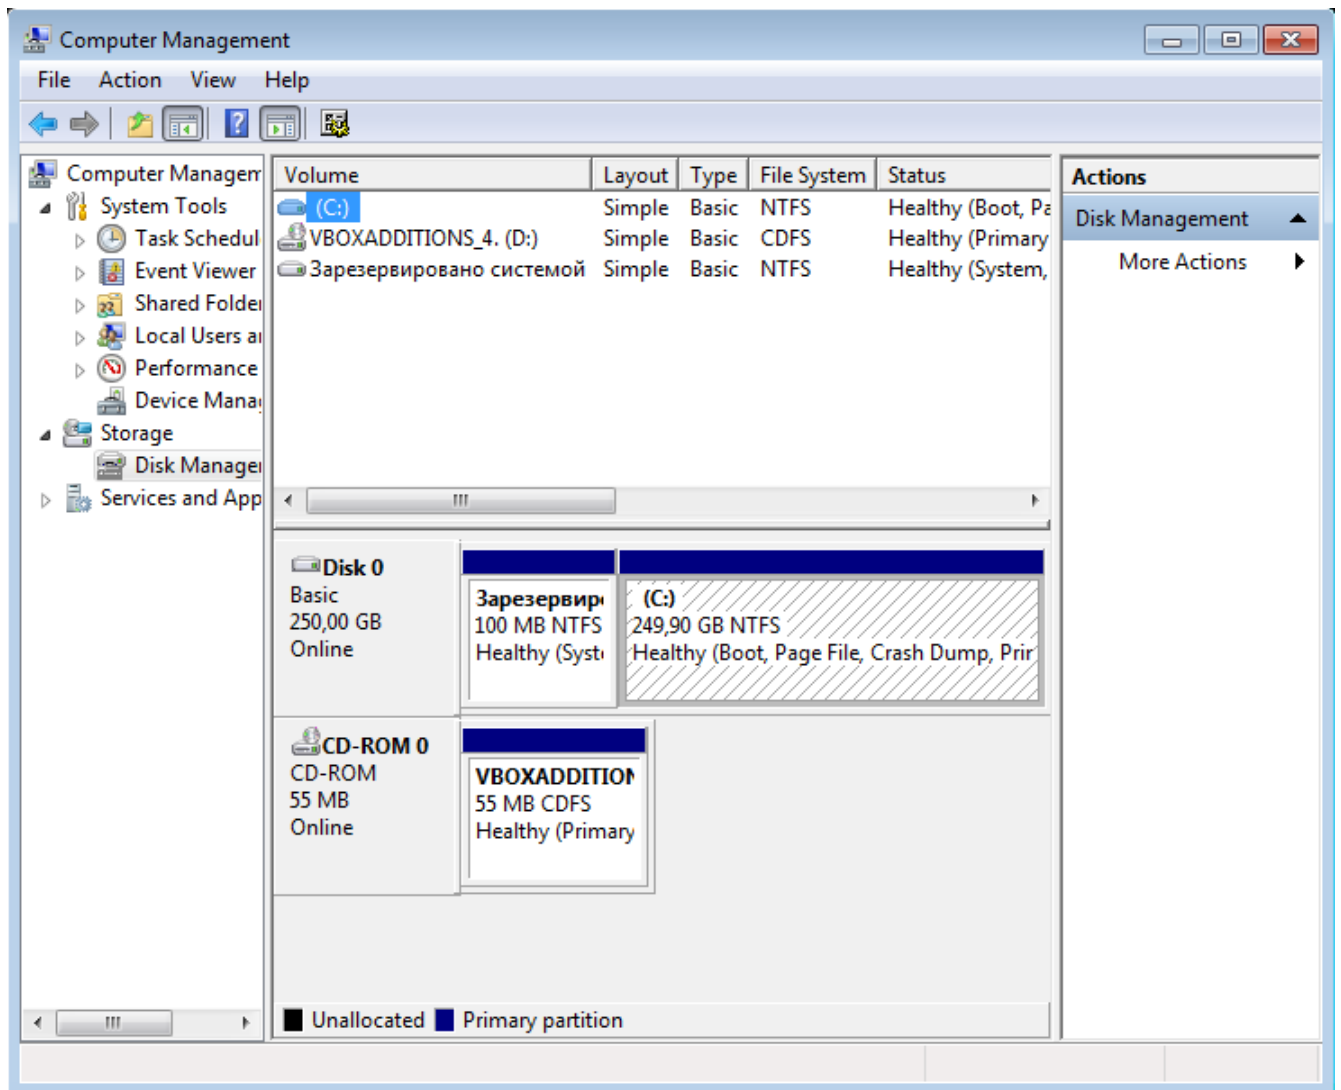 Computer Management
File Action View Help
Computer Managem
System Tools
Task Schedul
Event Viewer
Shared Folder
Local Users a
Performance
Device Mana
Storage
Disk Manage
Services and App
Volume Layout Type File System Status
(C:) Simple Basic NTFS Healthy (Boot, Pa
VBOXADDITIONS_4. (D:) Simple Basic CDFS Healthy (Primary
Зарезервировано системой Simple Basic NTFS Healthy (System,
Disk 0
Basic
250,00 GB
Online
Зарезервир
100 MB NTFS
Healthy (Syst
(C:)
249,90 GB NTFS
Healthy (Boot, Page File, Crash Dump, Prir
CD-ROM 0
CD-ROM
55 MB
Online
VBOXADDITION
55 MB CDFS
Healthy (Primary
Unallocated Primary partition
Actions
Disk Management
More Actions